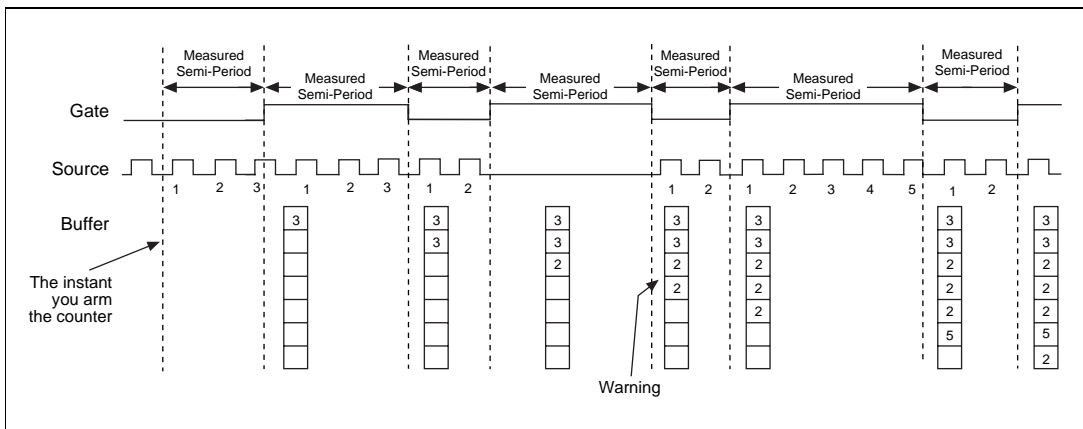 Measured
Semi-Period
Measured
Semi-Period
Measured
Semi-Period
Measured
Semi-Period
Measured
Semi-Period
Measured
Semi-Period
Measured
Semi-Period
Gate
Source
1 2 3 1 2 3 1 2 1 2 1 2 3 4 5 1 2
Buffer
3 3 3 3 3 3 3
3 3 3 3 3 3
2 2 2 2 2
2 2 2 2
2 2 2
5 5
2
The instant
you arm
the counter
Warning